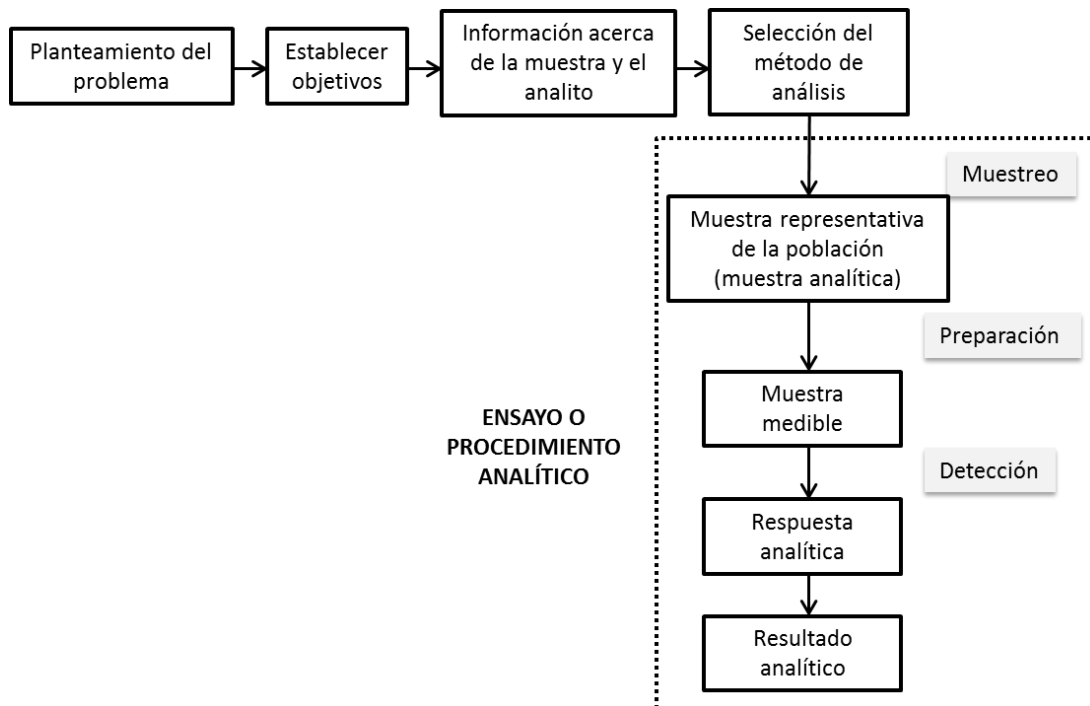 Planteamiento del
problema
Establecer
objetivos
Información acerca
de la muestra y el
analito
Selección del
método de
análisis
Muestreo
Muestra representativa
de la población
(muestra analítica)
Preparación
Muestra
medible
ENSAYO O
PROCEDIMIENTO
ANALÍTICO
Detección
Respuesta
analítica
Resultado
analítico